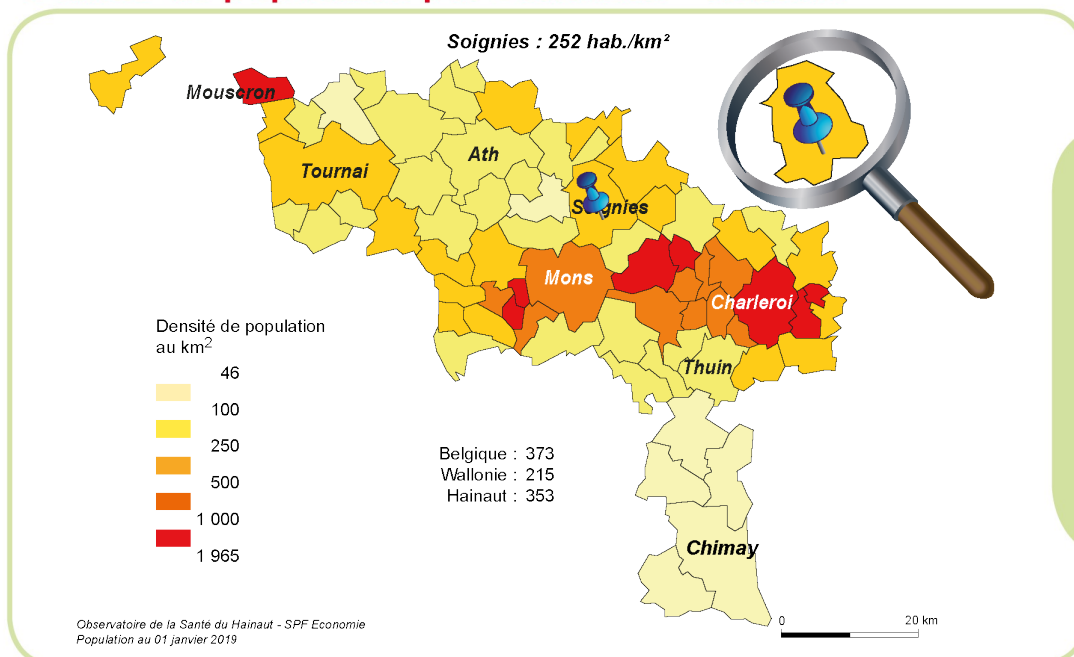 Soignies : 252 hab./km²
Mouscron
Ath
Tournai
Soignies
Mons
Charleroi
Densité de population
au km²
46
100
250
500
1 000
1 965
Thuin
Belgique : 373
Wallonie : 215
Hainaut : 353
Chimay
Observatoire de la Santé du Hainaut - SPF Economie
Population au 01 janvier 2019
0 20 km